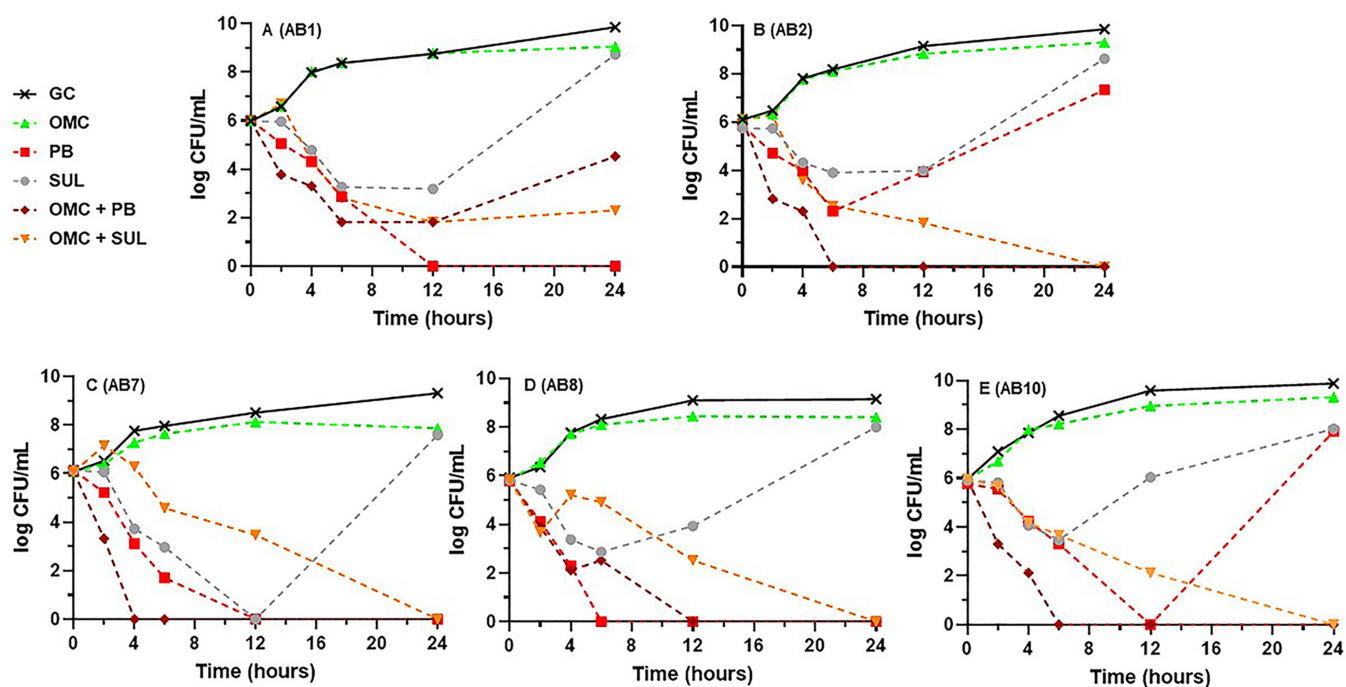 GC
OMC
PB
SUL
OMC + PB
OMC + SUL
A (AB1)
log CFU/mL
10
8
6
4
2
0
0 4 8 12 16 20 24
Time (hours)
B (AB2)
log CFU/mL
10
8
6
4
2
0
0 4 8 12 16 20 24
Time (hours)
C (AB7)
log CFU/mL
10
8
6
4
2
0
0 4 8 12 16 20 24
Time (hours)
D (AB8)
log CFU/mL
10
8
6
4
2
0
0 4 8 12 16 20 24
Time (hours)
E (AB10)
log CFU/mL
10
8
6
4
2
0
0 4 8 12 16 20 24
Time (hours)